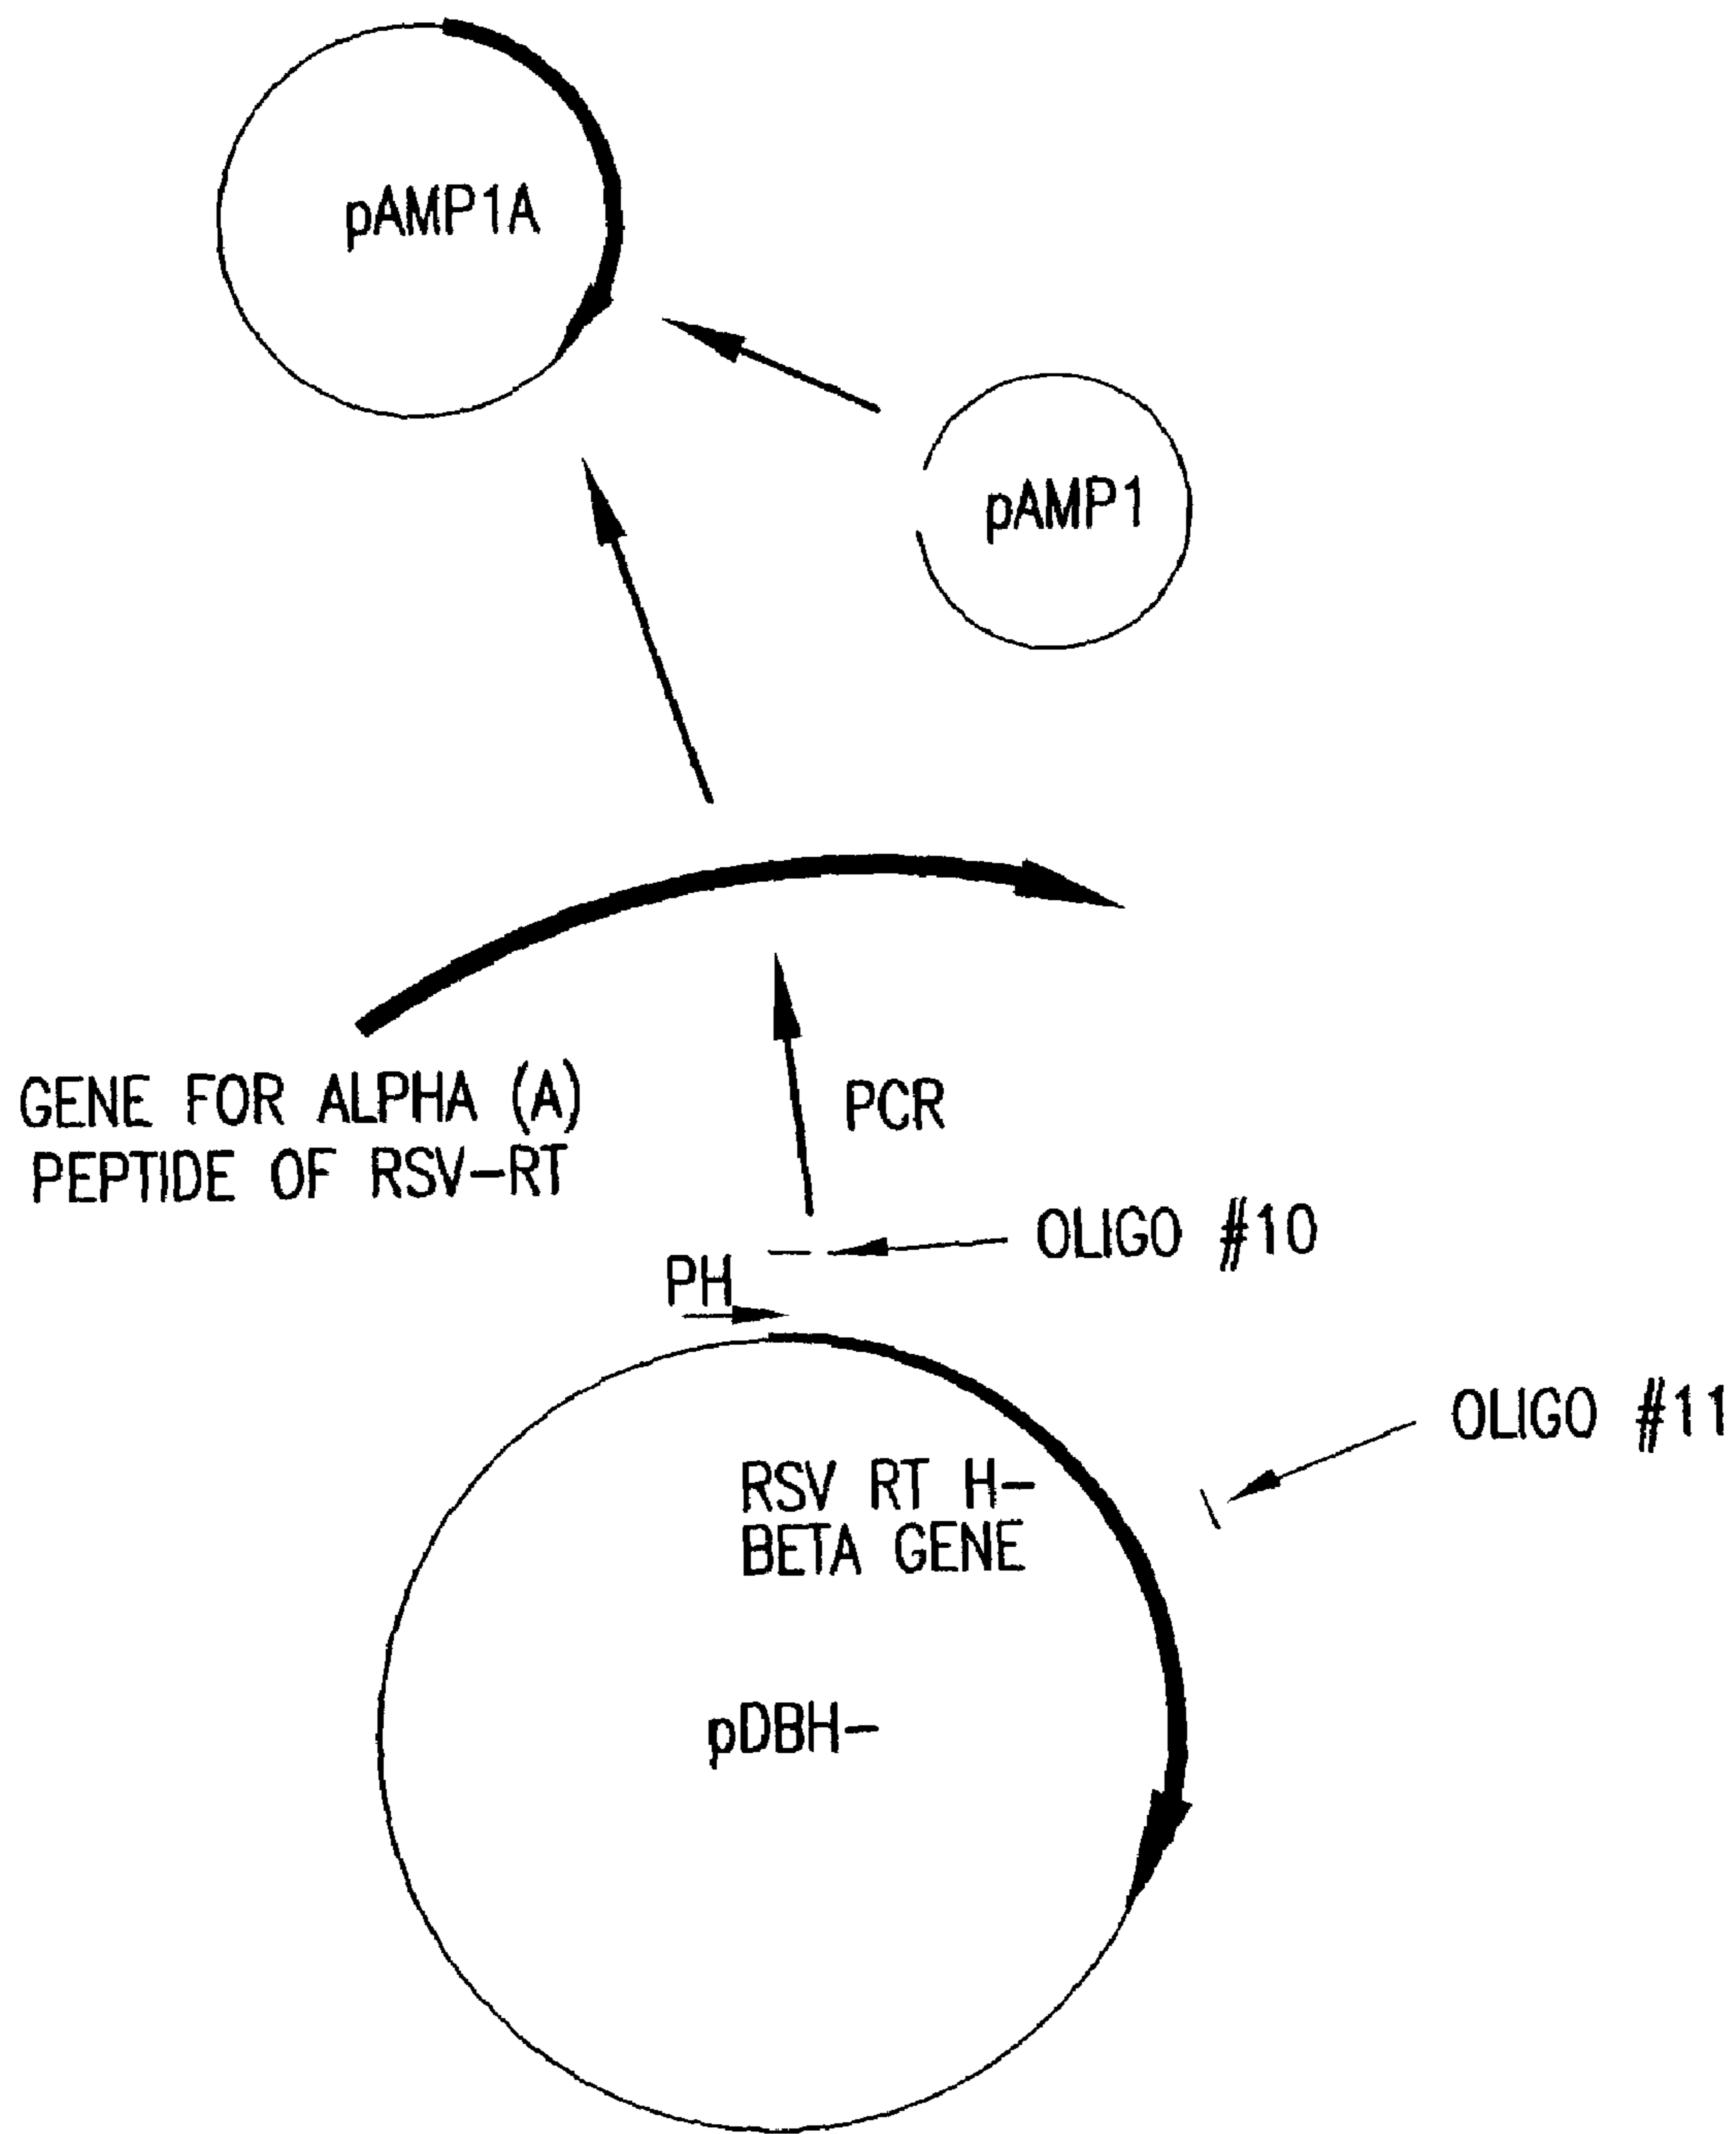 pAMP1A
pAMP1
GENE FOR ALPHA (A)
PEPTIDE OF RSV-RT
PCR
OLIGO #10
PH
OLIGO #11
RSV RT H-
BETA GENE
pDBH-